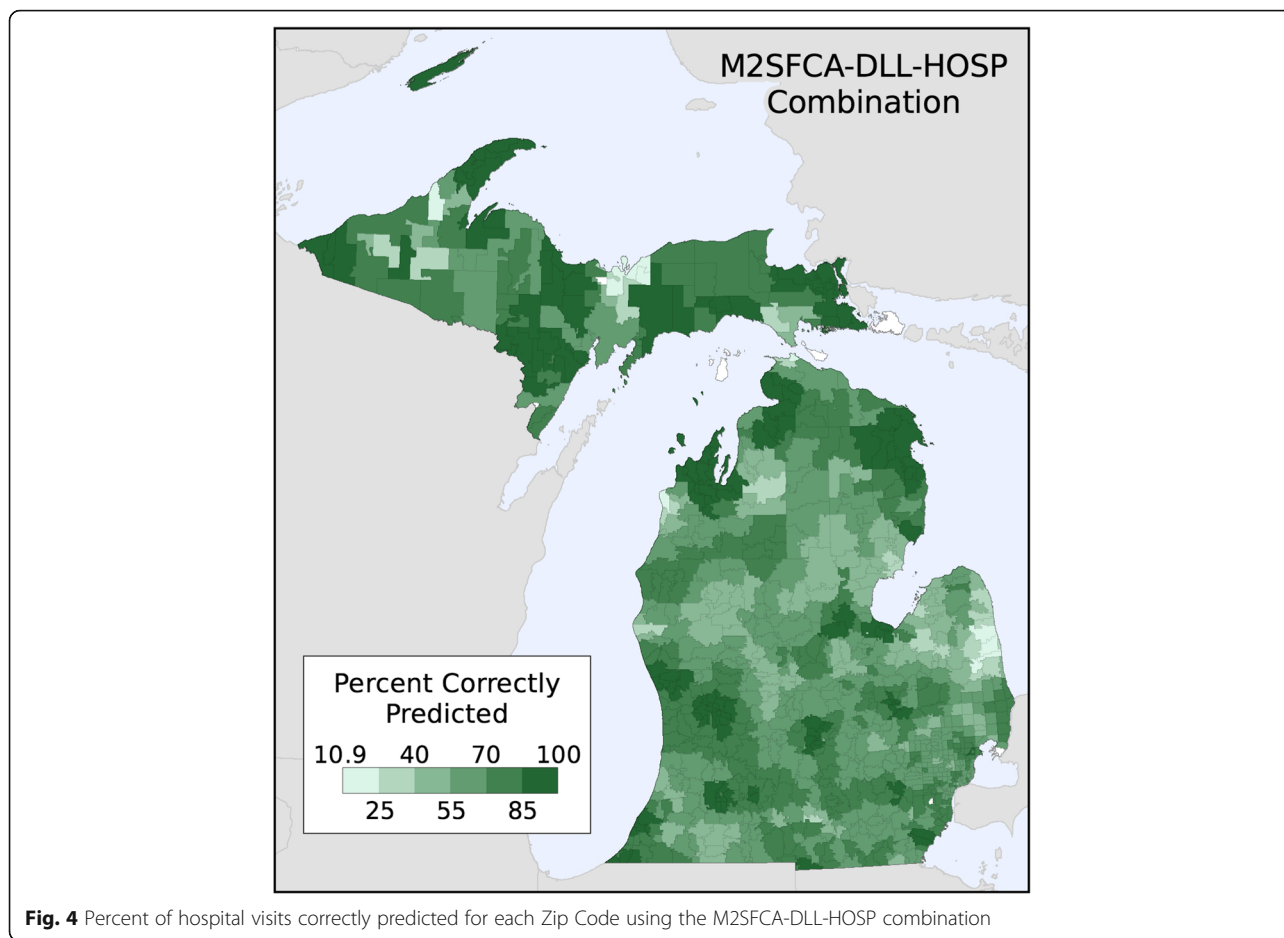 M2SFCA-DLL-HOSP
Combination
Percent Correctly
Predicted
10.9 40 70 100
25 55 85
Fig. 4 Percent of hospital visits correctly predicted for each Zip Code using the M2SFCA-DLL-HOSP combination